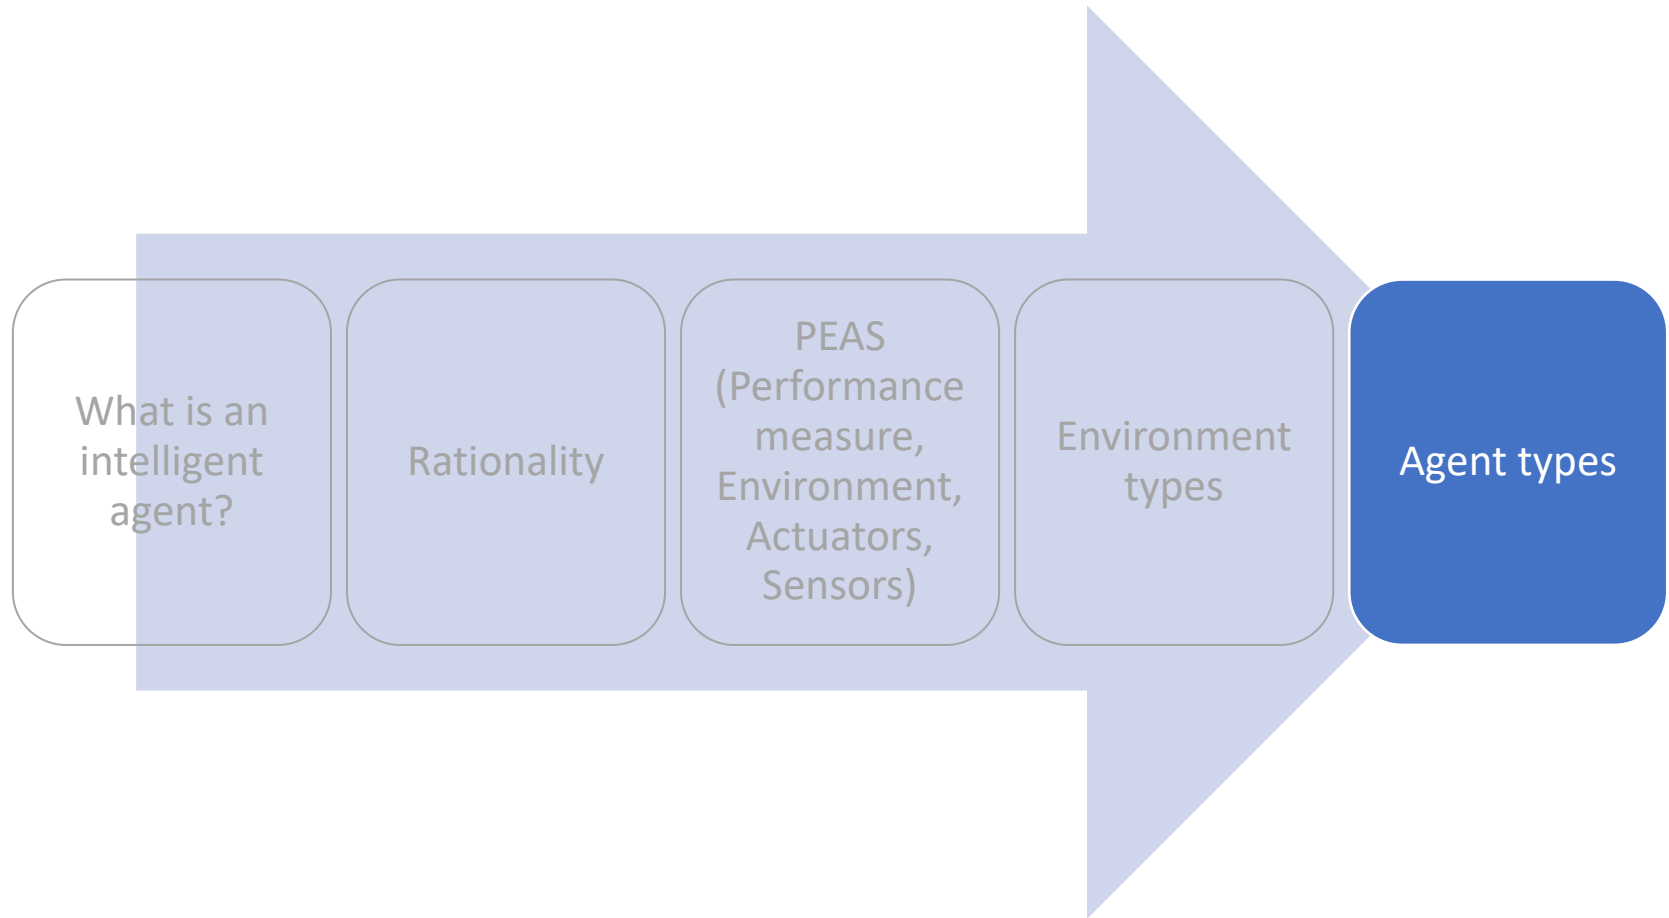 What is an
intelligent
agent?
Rationality
PEAS
(Performance
measure,
Environment,
Actuators,
Sensors)
Environment
types
Agent types